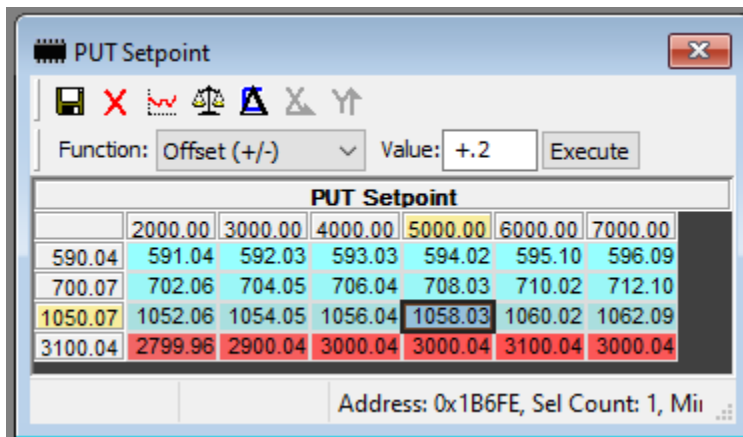 PUT Setpoint
Function: Offset (+/-) Value: +.2 Execute
PUT Setpoint
2000.00 3000.00 4000.00 5000.00 6000.00 7000.00
590.04 591.04 592.03 593.03 594.02 595.10 596.09
700.07 702.06 704.05 706.04 708.03 710.02 712.10
1050.07 1052.06 1054.05 1056.04 1058.03 1060.02 1062.09
3100.04 2799.96 2900.04 3000.04 3000.04 3100.04 3000.04
Address: 0x1B6FE, Sel Count: 1,